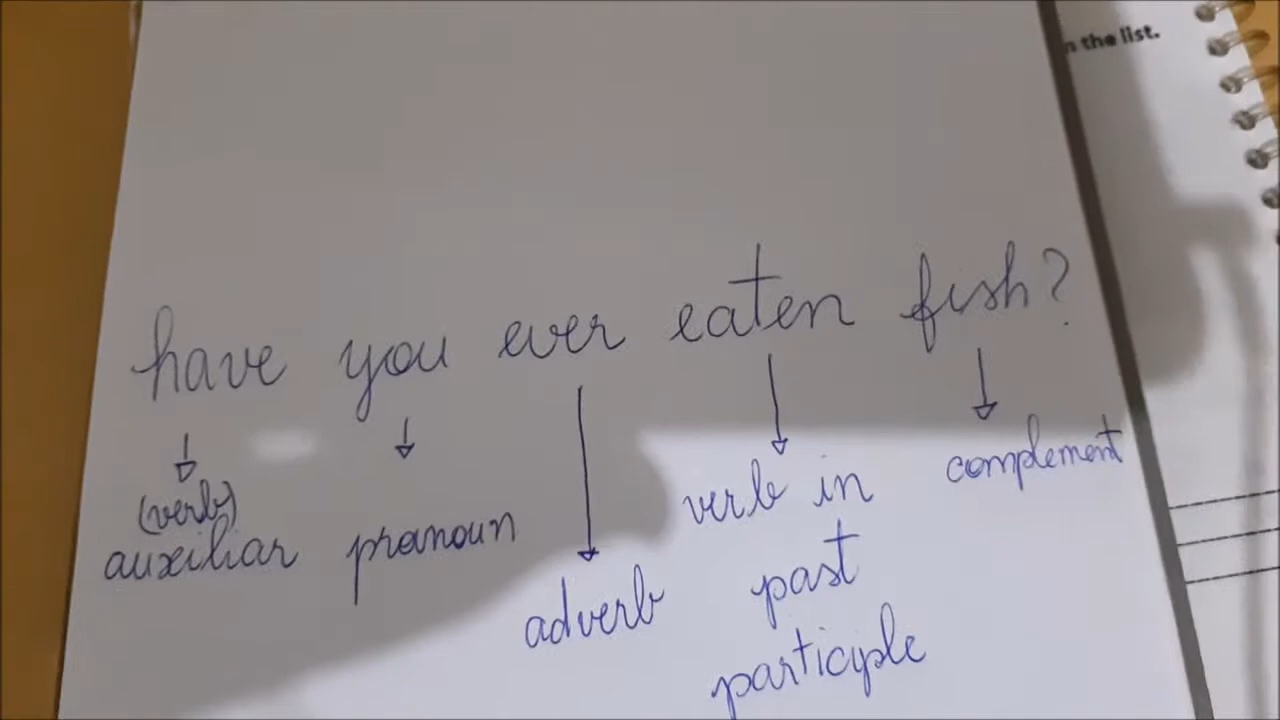 n the list.
have you ever eaten fish?
(verb)
auxiliar
pronoun
adverb
verb in
past
participle
complement